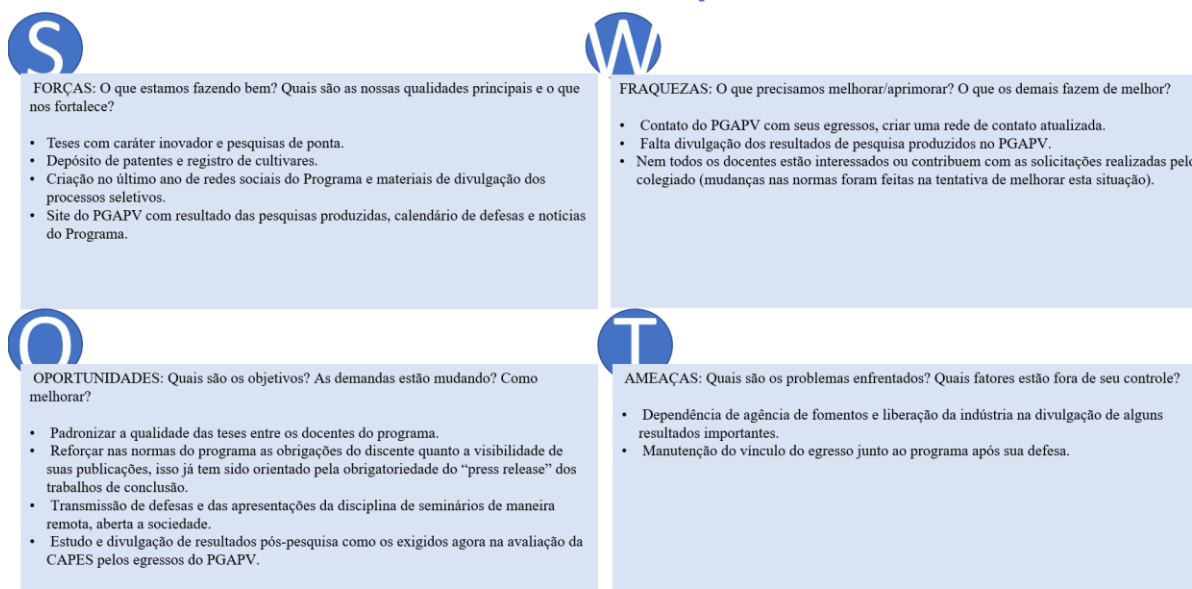 S
FORÇAS: O que estamos fazendo bem? Quais são as nossas qualidades principais e o que
nos fortalece?
• Teses com caráter inovador e pesquisas de ponta.
• Depósito de patentes e registro de cultivares.
• Criação no último ano de redes sociais do Programa e materiais de divulgação dos
processos seletivos.
• Site do PGAPV com resultado das pesquisas produzidas, calendário de defesas e notícias
do Programa.
W
FRAQUEZAS: O que precisamos melhorar/aprimorar? O que os demais fazem de melhor?
• Contato do PGAPV com seus egressos, criar uma rede de contato atualizada.
• Falta divulgação dos resultados de pesquisa produzidos no PGAPV.
• Nem todos os docentes estão interessados ou contribuem com as solicitações realizadas pelo
colegiado (mudanças nas normas foram feitas na tentativa de melhorar esta situação).
O
OPORTUNIDADES: Quais são os objetivos? As demandas estão mudando? Como
melhorar?
• Padronizar a qualidade das teses entre os docentes do programa.
• Reforçar nas normas do programa as obrigações do discente quanto a visibilidade de
suas publicações, isso já tem sido orientado pela obrigatoriedade do “press release” dos
trabalhos de conclusão.
• Transmissão de defesas e das apresentações da disciplina de seminários de maneira
remota, aberta a sociedade.
• Estudo e divulgação de resultados pós-pesquisa como os exigidos agora na avaliação da
CAPES pelos egressos do PGAPV.
T
AMEAÇAS: Quais são os problemas enfrentados? Quais fatores estão fora de seu controle?
• Dependência de agência de fomentos e liberação da indústria na divulgação de alguns
resultados importantes.
• Manutenção do vínculo do egresso junto ao programa após sua defesa.